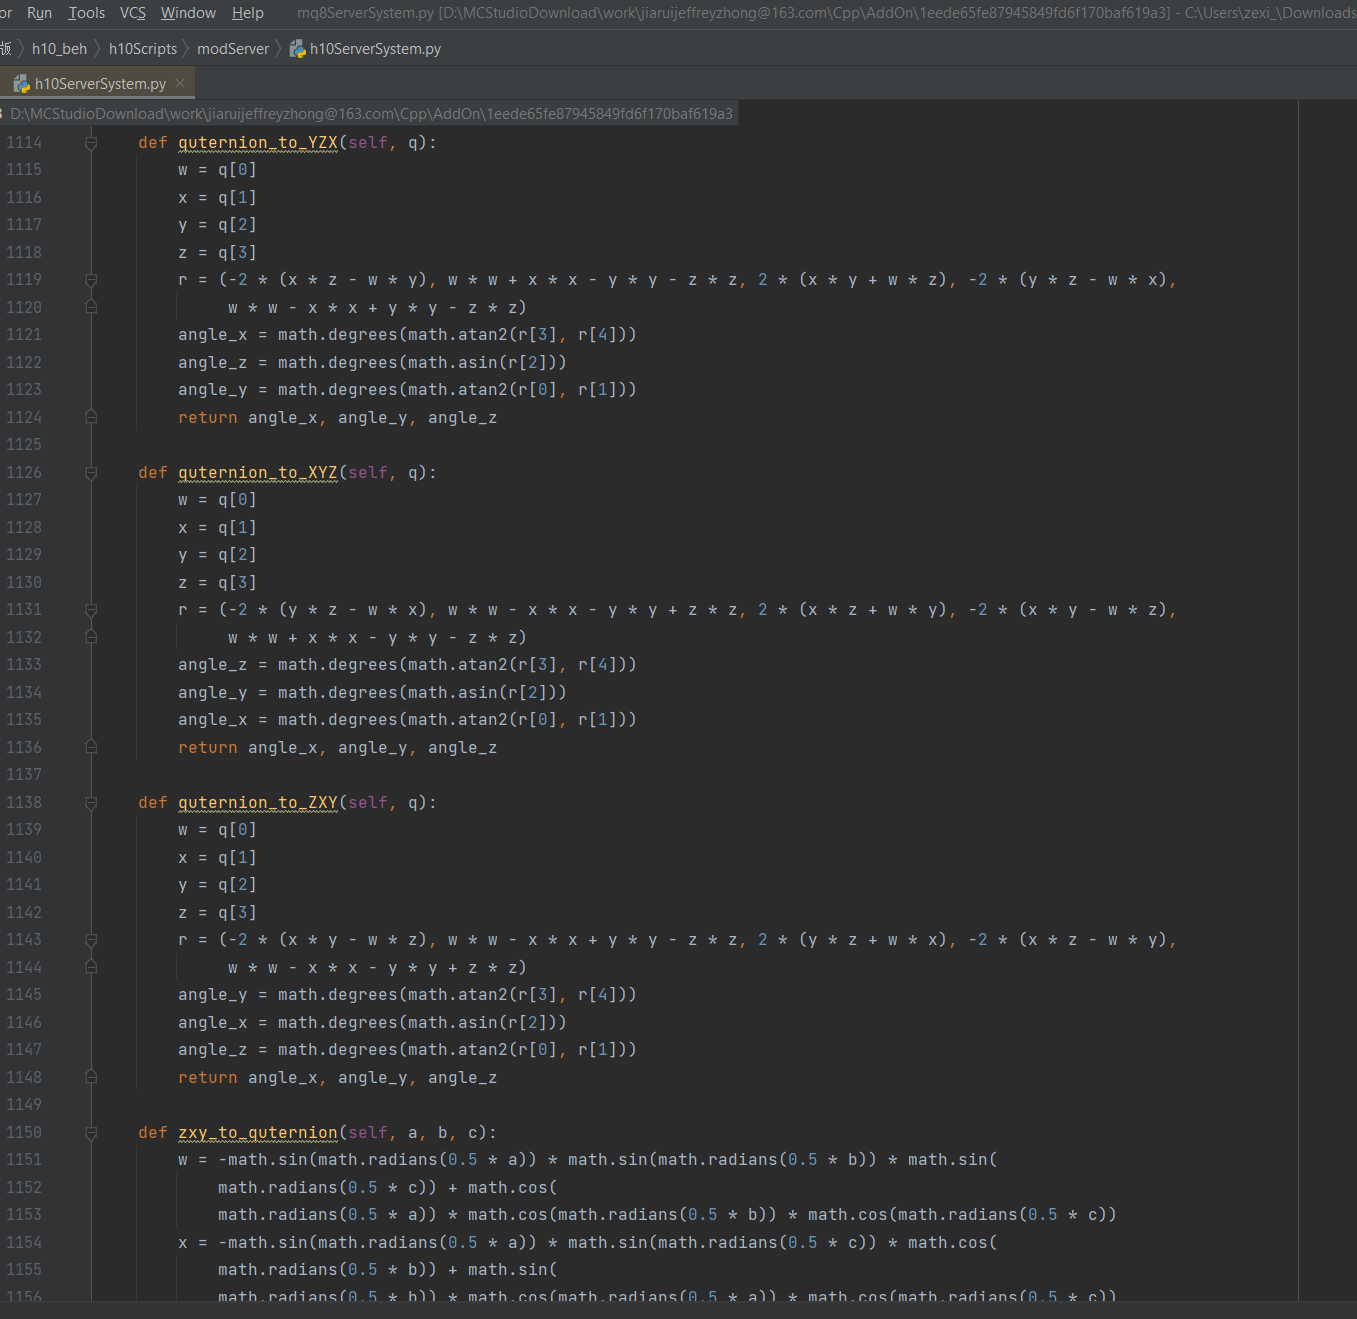 or Run Tools VCS Window Help mq8ServerSystem.py [D:\MCStudioDownload\work\jiaruijeffreyzhong@163.com\Cpp\AddOn\1eede65fe87945849fd6f170baf619a3] - C:\Users\zexi_\Downloads
版 h10_beh h10Scripts modServer h10ServerSystem.py
h10ServerSystem.py
D:\MCStudioDownload\work\jiaruijeffreyzhong@163.com\Cpp\AddOn\1eede65fe87945849fd6f170baf619a3
1114 def quternion_to_YZX(self, q):
1115 w = q[0]
1116 x = q[1]
1117 y = q[2]
1118 z = q[3]
1119 r = (-2 * (x * z - w * y), w * w + x * x - y * y - z * z, 2 * (x * y + w * z), -2 * (y * z - w * x),
1120 w * w - x * x + y * y - z * z)
1121 angle_x = math.degrees(math.atan2(r[3], r[4]))
1122 angle_z = math.degrees(math.asin(r[2]))
1123 angle_y = math.degrees(math.atan2(r[0], r[1]))
1124 return angle_x, angle_y, angle_z
1125
1126 def quternion_to_XYZ(self, q):
1127 w = q[0]
1128 x = q[1]
1129 y = q[2]
1130 z = q[3]
1131 r = (-2 * (y * z - w * x), w * w - x * x - y * y + z * z, 2 * (x * z + w * y), -2 * (x * y - w * z),
1132 w * w + x * x - y * y - z * z)
1133 angle_z = math.degrees(math.atan2(r[3], r[4]))
1134 angle_y = math.degrees(math.asin(r[2]))
1135 angle_x = math.degrees(math.atan2(r[0], r[1]))
1136 return angle_x, angle_y, angle_z
1137
1138 def quternion_to_ZXY(self, q):
1139 w = q[0]
1140 x = q[1]
1141 y = q[2]
1142 z = q[3]
1143 r = (-2 * (x * y - w * z), w * w - x * x + y * y - z * z, 2 * (y * z + w * x), -2 * (x * z - w * y),
1144 w * w - x * x - y * y + z * z)
1145 angle_y = math.degrees(math.atan2(r[3], r[4]))
1146 angle_x = math.degrees(math.asin(r[2]))
1147 angle_z = math.degrees(math.atan2(r[0], r[1]))
1148 return angle_x, angle_y, angle_z
1149
1150 def zxy_to_quternion(self, a, b, c):
1151 w = -math.sin(math.radians(0.5 * a)) * math.sin(math.radians(0.5 * b)) * math.sin(
1152 math.radians(0.5 * c)) + math.cos(
1153 math.radians(0.5 * a)) * math.cos(math.radians(0.5 * b)) * math.cos(math.radians(0.5 * c))
1154 x = -math.sin(math.radians(0.5 * a)) * math.sin(math.radians(0.5 * c)) * math.cos(
1155 math.radians(0.5 * b)) + math.sin(
1156 math.radians(0.5 * b)) * math.cos(math.radians(0.5 * a)) * math.cos(math.radians(0.5 * c))